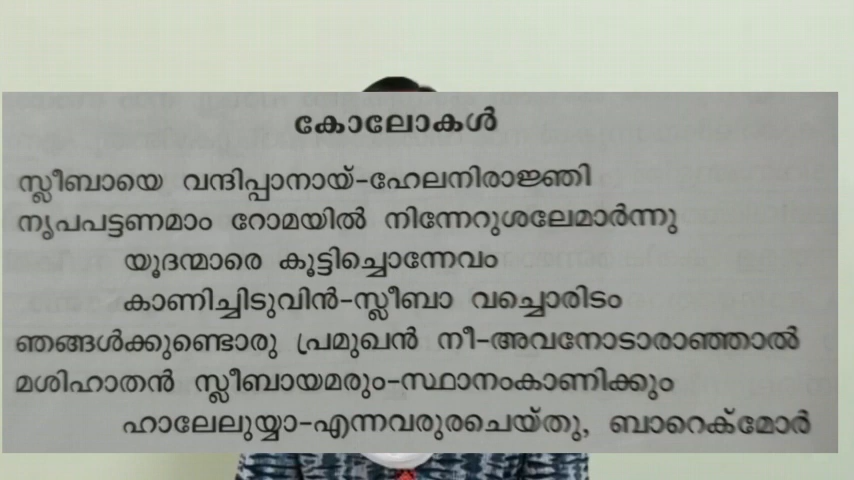 കോലോകൾ
സ്ലീബായെ വന്ദിപ്പാനായ്-ഹേലനിരാജ്ഞി
നൃപപട്ടണമാം റോമയിൽ നിന്നേറുശലേമാർന്നു
യൂദന്മാരെ കൂട്ടിച്ചൊന്നേവം
കാണിച്ചിടുവിൻ-സ്ലീബാ വച്ചൊരിടം
ഞങ്ങൾക്കുണ്ടൊരു പ്രമുഖൻ നീ-അവനോടാരാഞ്ഞാൽ
മശിഹാതൻ സ്ലീബായമരും-സ്ഥാനംകാണിക്കും
ഹാലേലുയ്യാ-എന്നവരുരചെയ്തു, ബാറെക്മോർ